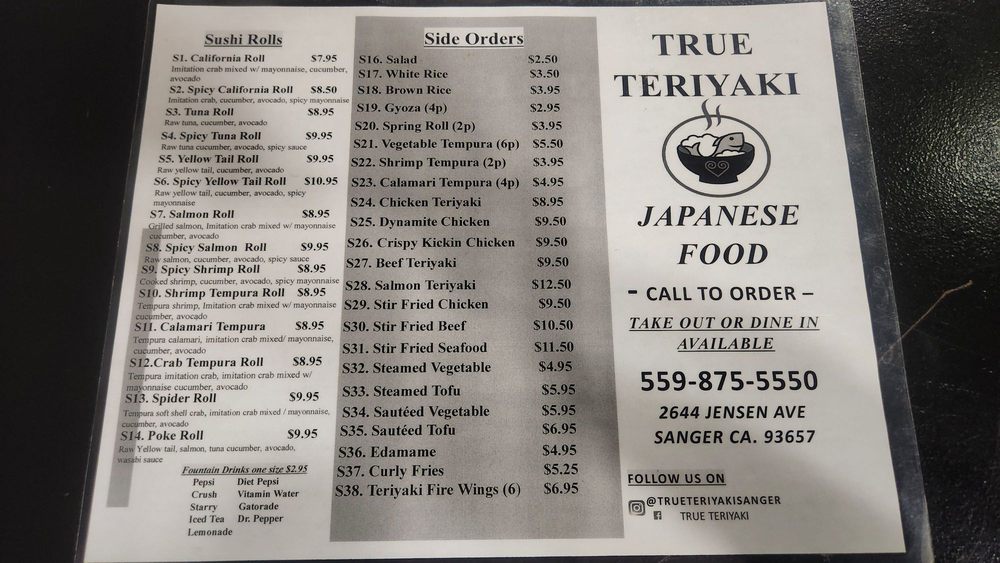 Sushi Rolls
S1. California Roll $7.95
Imitation crab mixed w/ mayonnaise, cucumber,
avocado
S2. Spicy California Roll $8.50
Imitation crab, cucumber, avocado, spicy mayonnaise
S3. Tuna Roll $8.95
Raw tuna, cucumber, avocado
S4. Spicy Tuna Roll $9.95
Raw tuna cucumber, avocado, spicy sauce
S5. Yellow Tail Roll $9.95
Raw yellow tail, cucumber, avocado
S6. Spicy Yellow Tail Roll $10.95
Raw yellow tail, cucumber, avocado, spicy
mayonnaise
S7. Salmon Roll $8.95
Grilled salmon, Imitation crab mixed w/ mayonnaise
cucumber, avocado
S8. Spicy Salmon Roll $9.95
Raw salmon, cucumber, avocado, spicy sauce
S9. Spicy Shrimp Roll $8.95
Cooked shrimp, cucumber, avocado, spicy mayonnaise
S10. Shrimp Tempura Roll $8.95
Tempura shrimp, Imitation crab mixed w/ mayonnaise
cucumber, avocado
S11. Calamari Tempura $8.95
Tempura calamari, imitation crab mixed/ mayonnaise,
cucumber, avocado
S12.Crab Tempura Roll $8.95
Tempura imitation crab, imitation crab mixed w/
mayonnaise cucumber, avocado
S13. Spider Roll $9.95
Tempura soft shell crab, imitation crab mixed / mayonnaise,
cucumber, avocado
S14. Poke Roll $9.95
Raw Yellow tail, salmon, tuna cucumber, avocado,
wasabi sauce
Fountain Drinks one size $2.95
Pepsi Diet Pepsi
Crush Vitamin Water
Starry Gatorade
Iced Tea Dr. Pepper
Lemonade
Side Orders
S16. Salad $2.50
S17. White Rice $3.50
S18. Brown Rice $3.95
S19. Gyoza (4p) $2.95
S20. Spring Roll (2p) $3.95
S21. Vegetable Tempura (6p) $5.50
S22. Shrimp Tempura (2p) $3.95
S23. Calamari Tempura (4p) $4.95
S24. Chicken Teriyaki $8.95
S25. Dynamite Chicken $9.50
S26. Crispy Kickin Chicken $9.50
S27. Beef Teriyaki $9.50
S28. Salmon Teriyaki $12.50
S29. Stir Fried Chicken $9.50
S30. Stir Fried Beef $10.50
S31. Stir Fried Seafood $11.50
S32. Steamed Vegetable $4.95
S33. Steamed Tofu $5.95
S34. Sautéed Vegetable $5.95
S35. Sautéed Tofu $6.95
S36. Edamame $4.95
S37. Curly Fries $5.25
S38. Teriyaki Fire Wings (6) $6.95
TRUE
TERIYAKI
JAPANESE
FOOD
- CALL TO ORDER –
TAKE OUT OR DINE IN
AVAILABLE
559-875-5550
2644 JENSEN AVE
SANGER CA. 93657
FOLLOW US ON
@TRUETERIYAKISANGER
TRUE TERIYAKI